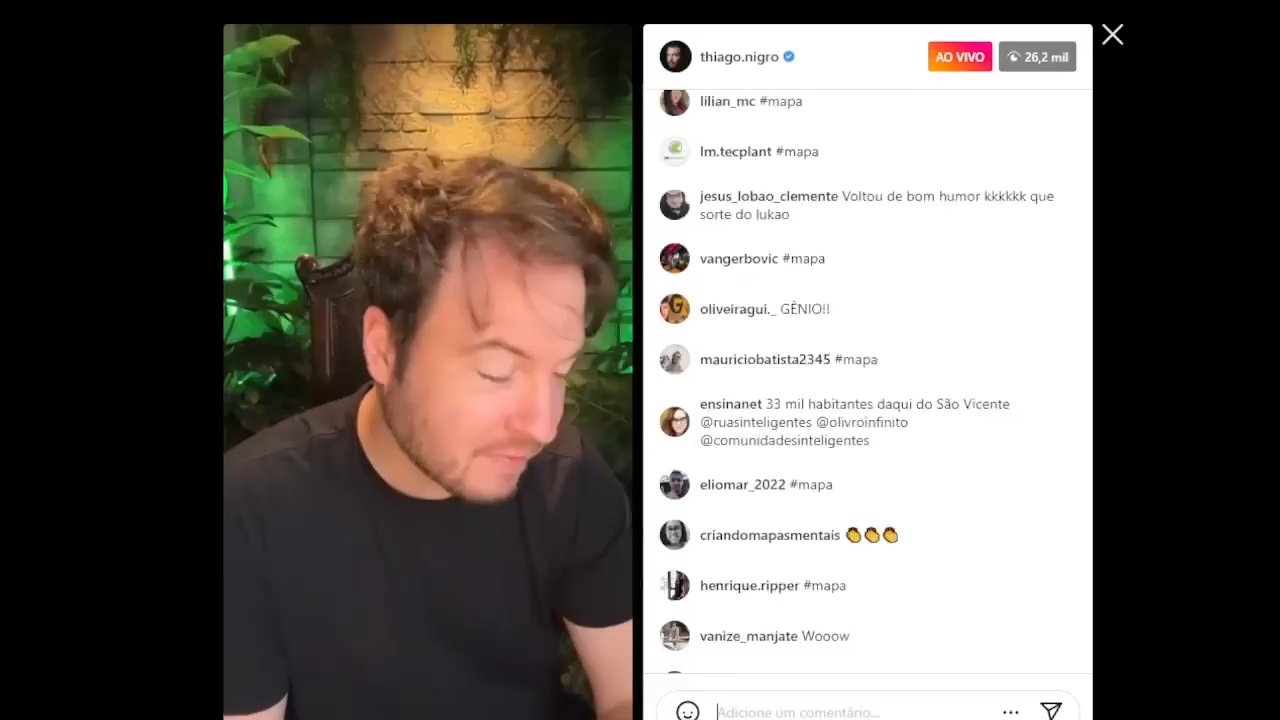 thiago.nigro
AO VIVO
26,2 mil
lilian_mc #mapa
lm.tecplant #mapa
jesus_lobao_clemente Voltou de bom humor kkkkkk que
sorte do lukao
vangerbovic #mapa
oliveiragui._ GÊNIO!!
mauriciobatista2345 #mapa
ensinanet 33 mil habitantes daqui do São Vicente
@ruasinteligentes @olivroinfinito
@comunidadesinteligentes
eliomar_2022 #mapa
criandomapasmentais 👏👏👏
henrique.ripper #mapa
vanize_manjate Wooow
Adicione um comentário...